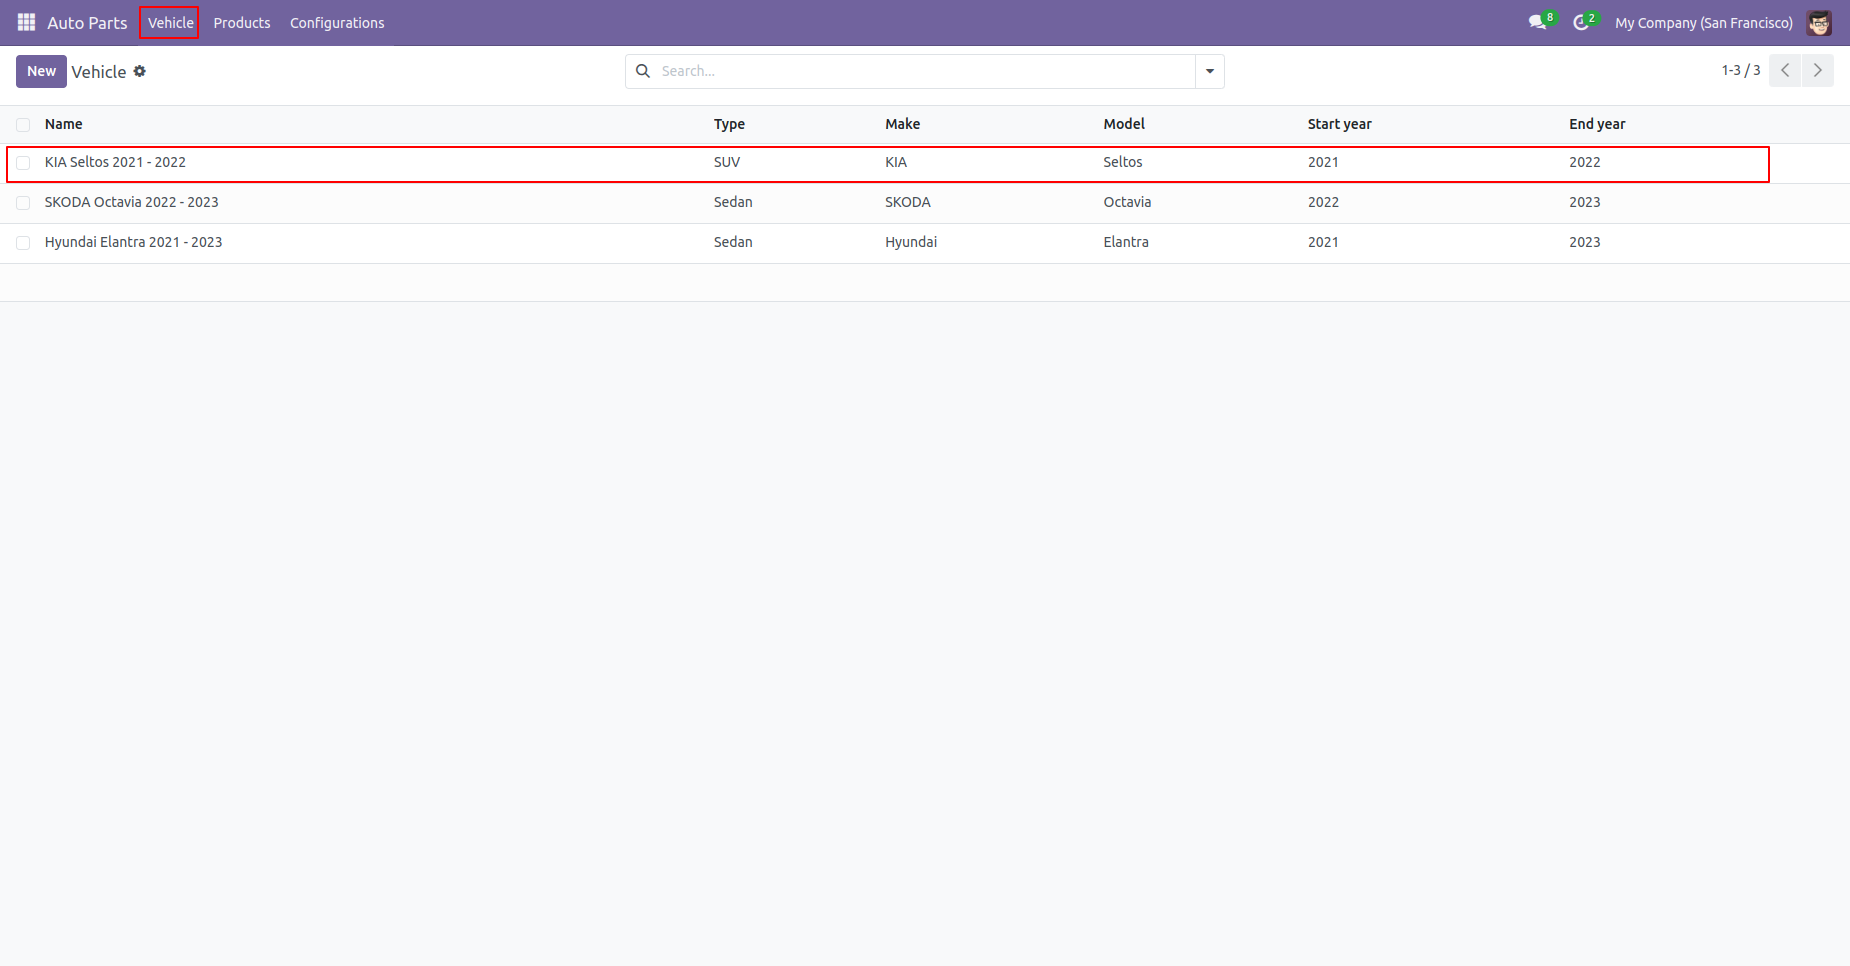 Auto Parts Vehicle Products Configurations 8 2 My Company (San Francisco)
New Vehicle Search... 1-3 / 3
Name Type Make Model Start year End year
KIA Seltos 2021 - 2022 SUV KIA Seltos 2021 2022
SKODA Octavia 2022 - 2023 Sedan SKODA Octavia 2022 2023
Hyundai Elantra 2021 - 2023 Sedan Hyundai Elantra 2021 2023